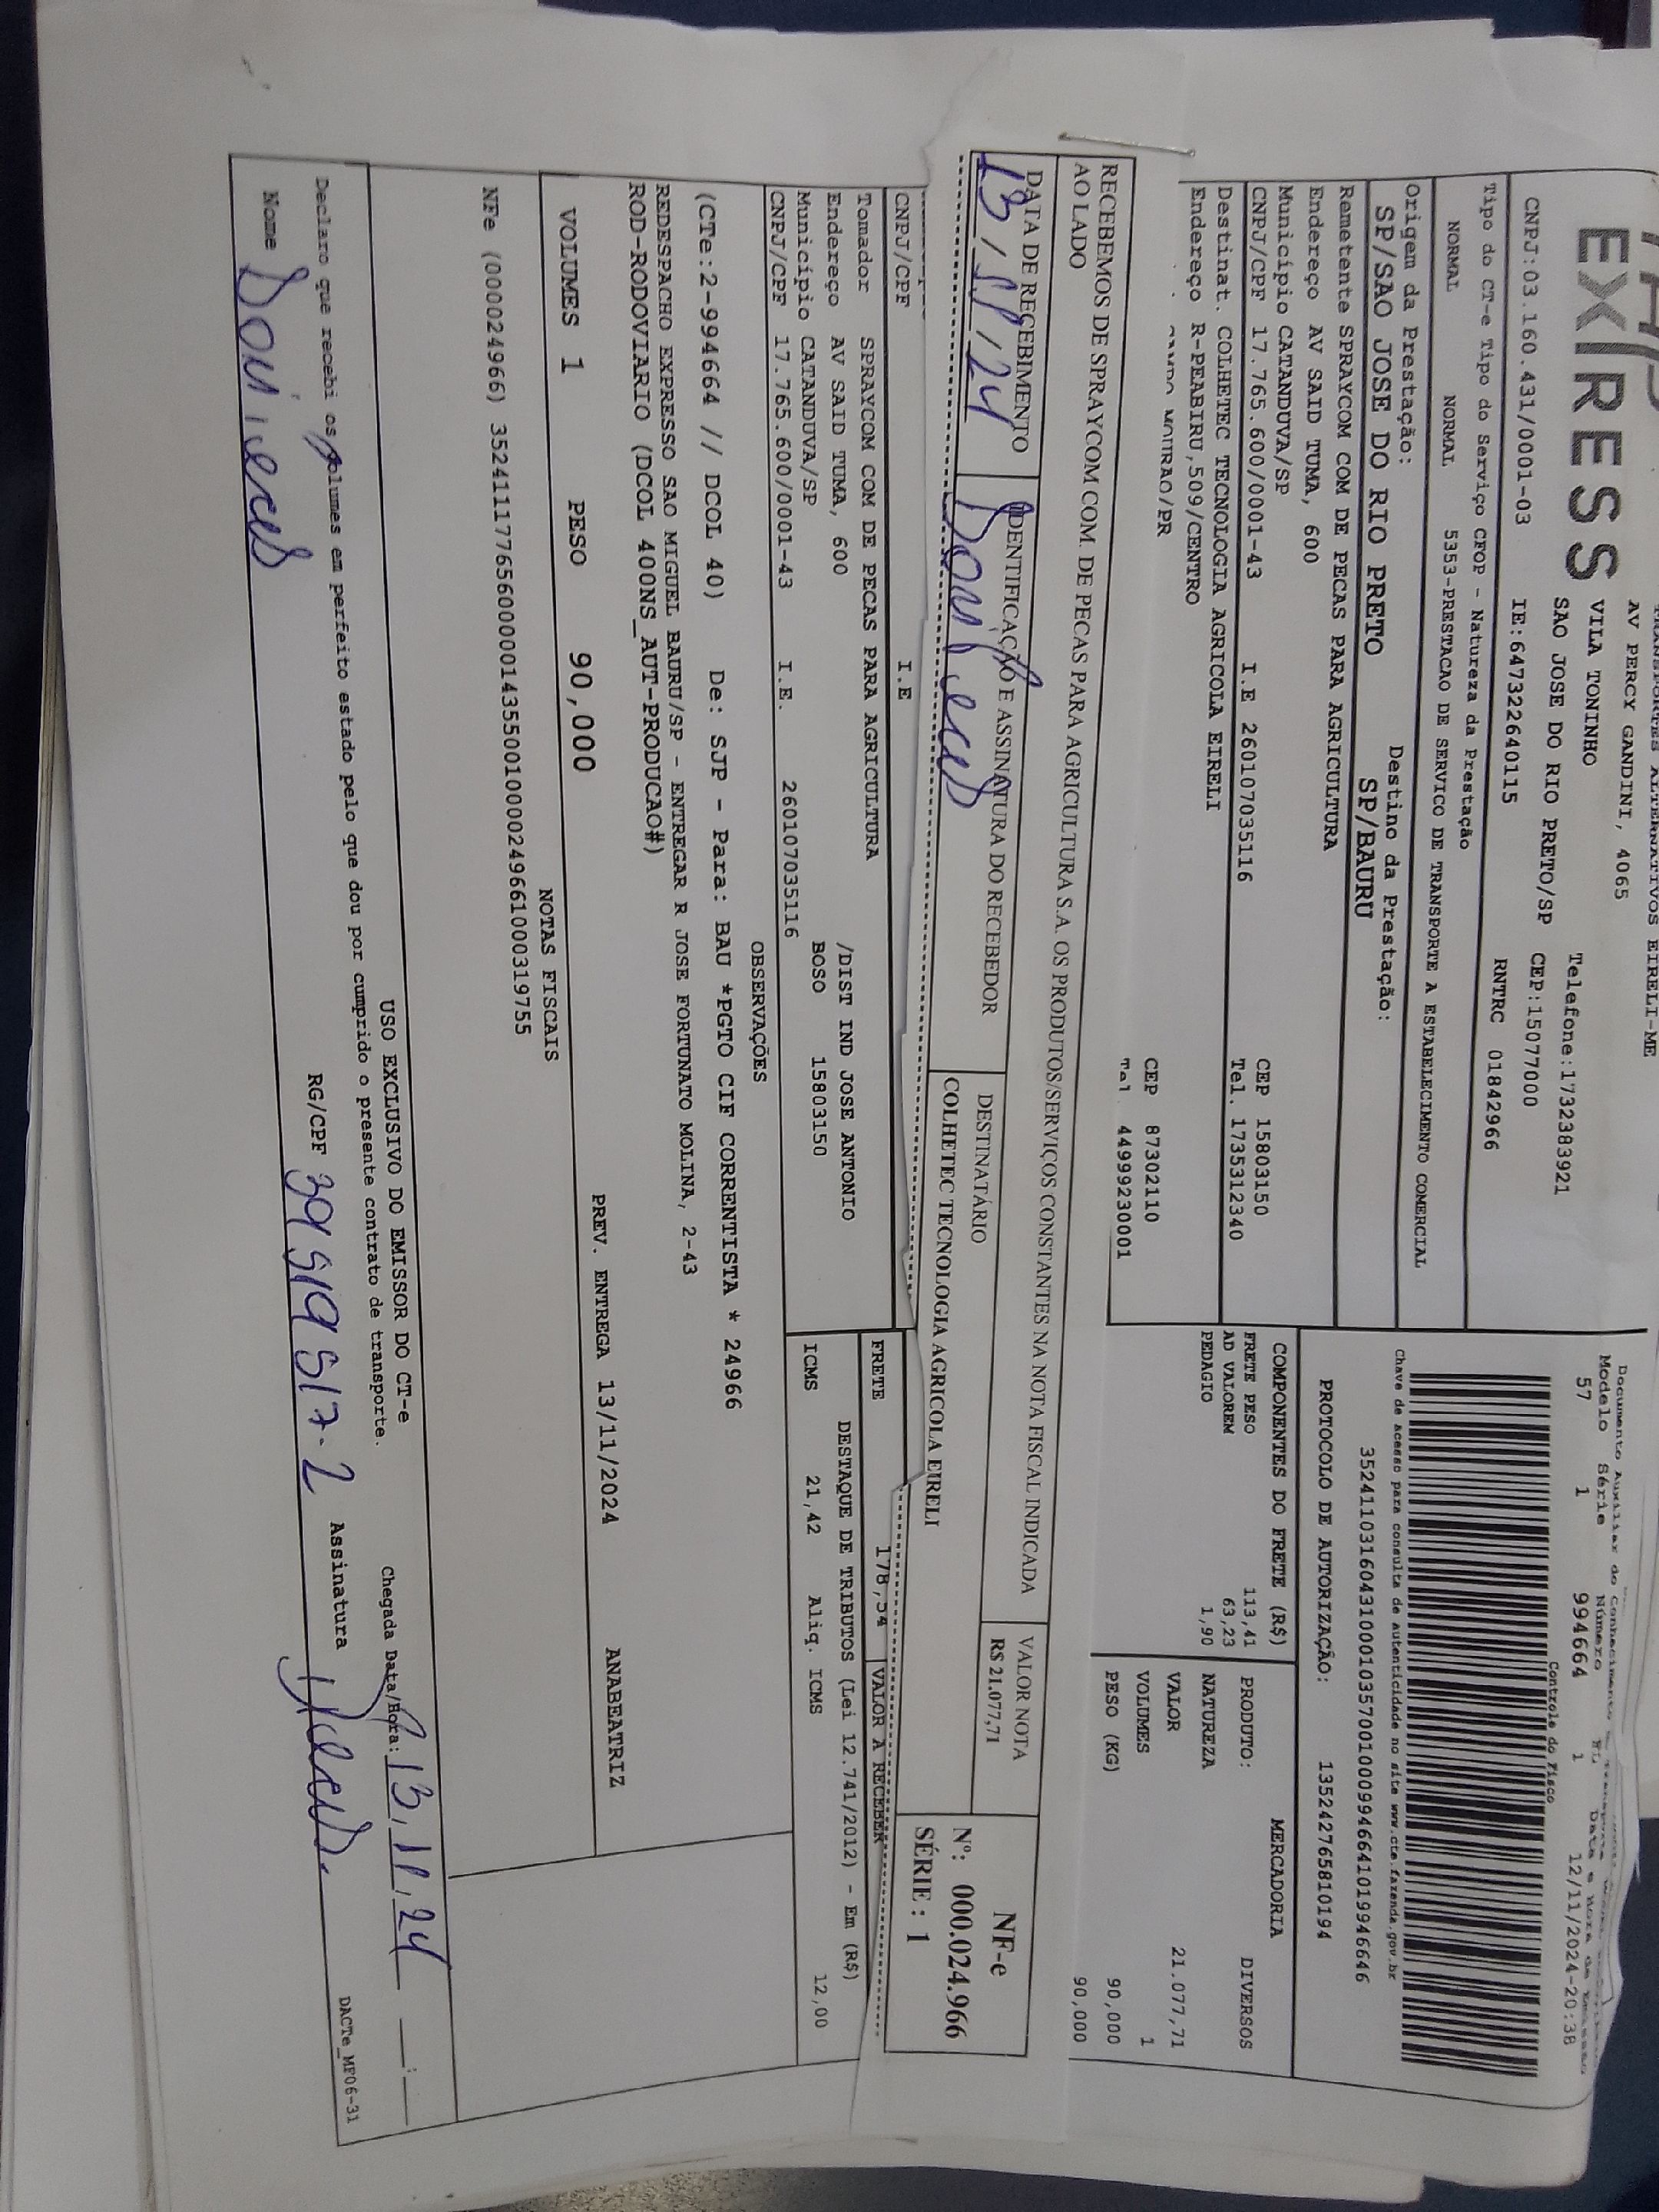 EXPRESS
TRANSPORTES ALTERNATIVOS EIRELI-ME
AV PERCY GANDINI, 4065
VILA TONINHO
SAO JOSE DO RIO PRETO/SP
Telefone:1732383921
CEP:15077000
CNPJ:03.160.431/0001-03 IE:647322640115
RNTRC 01842966
Tipo do CT-e Tipo do Serviço CFOP - Natureza da Prestação
NORMAL NORMAL 5353-PRESTACAO DE SERVICO DE TRANSPORTE A ESTABELECIMENTO COMERCIAL
Origem da Prestação: Destino da Prestação:
SP/SAO JOSE DO RIO PRETO SP/BAURU
Remetente SPRAYCOM COM DE PECAS PARA AGRICULTURA
Endereço AV SAID TUMA, 600
Município CATANDUVA/SP CEP 15803150
CNPJ/CPF 17.765.600/0001-43 I.E 260107035116 Tel. 1735312340
Destinat. COLHETEC TECNOLOGIA AGRICOLA EIRELI
Endereço R-PEABIRU,509/CENTRO
CAMPO MOURAO/PR CEP 87302110
Tel 44999230001
Documento Auxiliar do Conhecimento
Modelo Série Número FL Data e Hora de Emissão
57 1 994664 1 12/11/2024-20:38
Controle do Fisco
Chave de acesso para consulta de autenticidade no site www.cte.fazenda.gov.br
35241103160431000103570010009946641019946646
PROTOCOLO DE AUTORIZAÇÃO: 135242765810194
COMPONENTES DO FRETE (R$)
FRETE PESO 113,41
AD VALOREM 63,23
PEDAGIO 1,90
MERCADORIA
PRODUTO: DIVERSOS
NATUREZA
VALOR 21.077,71
VOLUMES 1
PESO (KG) 90,000
90,000
RECEBEMOS DE SPRAYCOM COM. DE PECAS PARA AGRICULTURA S.A. OS PRODUTOS/SERVIÇOS CONSTANTES NA NOTA FISCAL INDICADA
AO LADO
DATA DE RECEBIMENTO
13/11/24
IDENTIFICAÇÃO E ASSINATURA DO RECEBEDOR
DESTINATÁRIO
COLHETEC TECNOLOGIA AGRICOLA EIRELI
VALOR NOTA
R$ 21.077,71
NF-e
Nº: 000.024.966
SÉRIE : 1
CNPJ/CPF I.E
FRETE 178,54 VALOR A RECEBER
Tomador SPRAYCOM COM DE PECAS PARA AGRICULTURA
Endereço AV SAID TUMA, 600 /DIST IND JOSE ANTONIO
Município CATANDUVA/SP BOSO 15803150
CNPJ/CPF 17.765.600/0001-43 I.E. 260107035116
DESTAQUE DE TRIBUTOS (Lei 12.741/2012) - Em (R$)
ICMS 21,42 Aliq. ICMS 12,00
OBSERVAÇÕES
(CTe:2-994664 // DCOL 40) De: SJP - Para: BAU *PGTO CIF CORRENTISTA * 24966
REDESPACHO EXPRESSO SAO MIGUEL BAURU/SP - ENTREGAR R JOSE FORTUNATO MOLINA, 2-43
ROD-RODOVIARIO (DCOL 400NS_AUT-PRODUCAO#)
VOLUMES 1 PESO 90,000 PREV. ENTREGA 13/11/2024 ANABEATRIZ
NOTAS FISCAIS
NFe (000024966) 35241117765600000143550010000249661000319755
USO EXCLUSIVO DO EMISSOR DO CT-e
Declaro que recebi os volumes em perfeito estado pelo que dou por cumprido o presente contrato de transporte.
Chegada Data/Hora: 13,11,24 __:__
Nome RG/CPF 39519517-2 Assinatura
DACTe_MF06-31